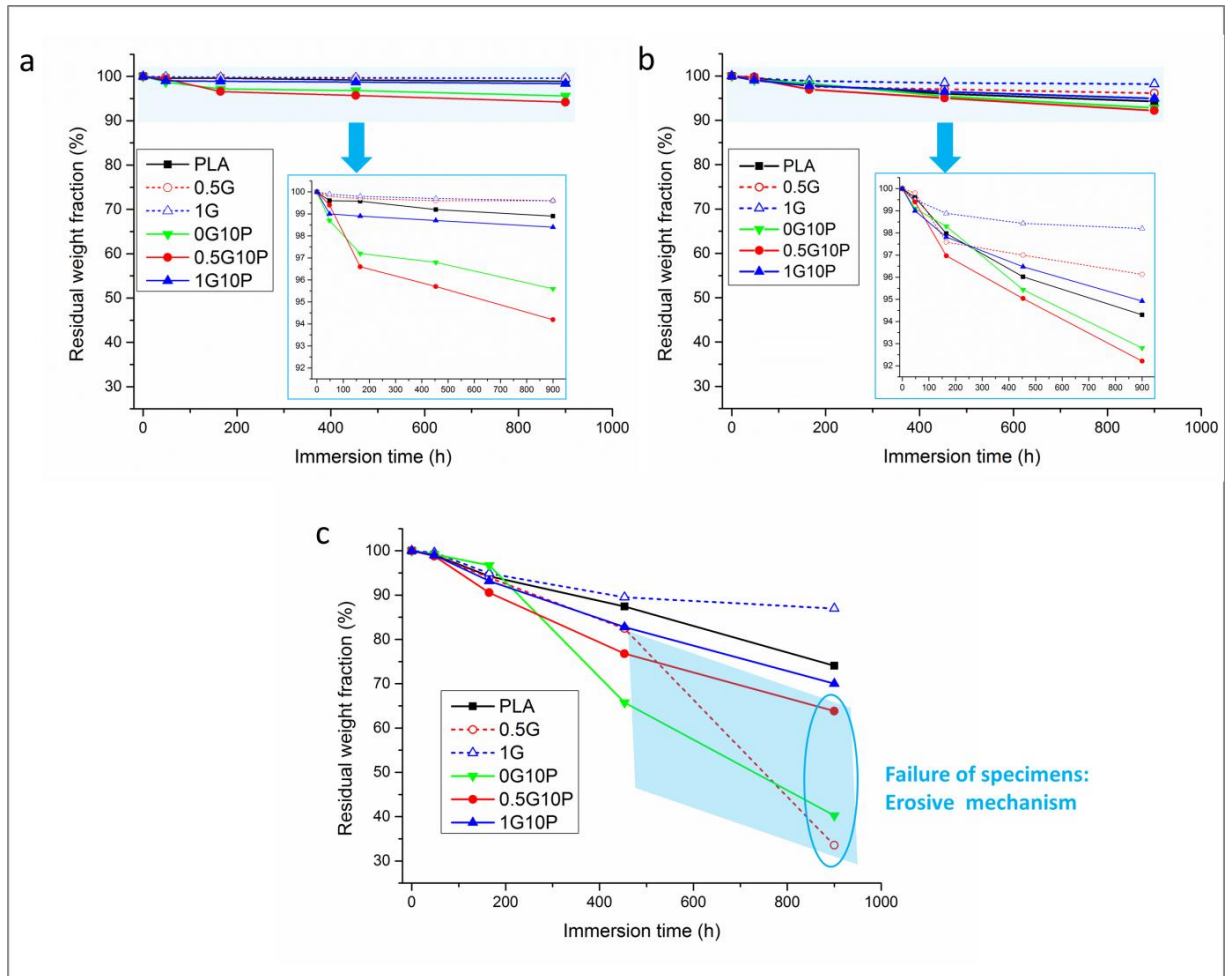 a
Residual weight fraction (%)
100
90
80
70
60
50
40
30
PLA
0.5G
1G
0G10P
0.5G10P
1G10P
100
99
98
97
96
95
94
93
92
0 100 200 300 400 500 600 700 800 900
0 200 400 600 800 1000
Immersion time (h)
b
Residual weight fraction (%)
100
90
80
70
60
50
40
30
PLA
0.5G
1G
0G10P
0.5G10P
1G10P
100
99
98
97
96
95
94
93
92
0 100 200 300 400 500 600 700 800 900
0 200 400 600 800 1000
Immersion time (h)
c
Residual weight fraction (%)
100
90
80
70
60
50
40
30
PLA
0.5G
1G
0G10P
0.5G10P
1G10P
Failure of specimens:
Erosive mechanism
0 200 400 600 800 1000
Immersion time (h)